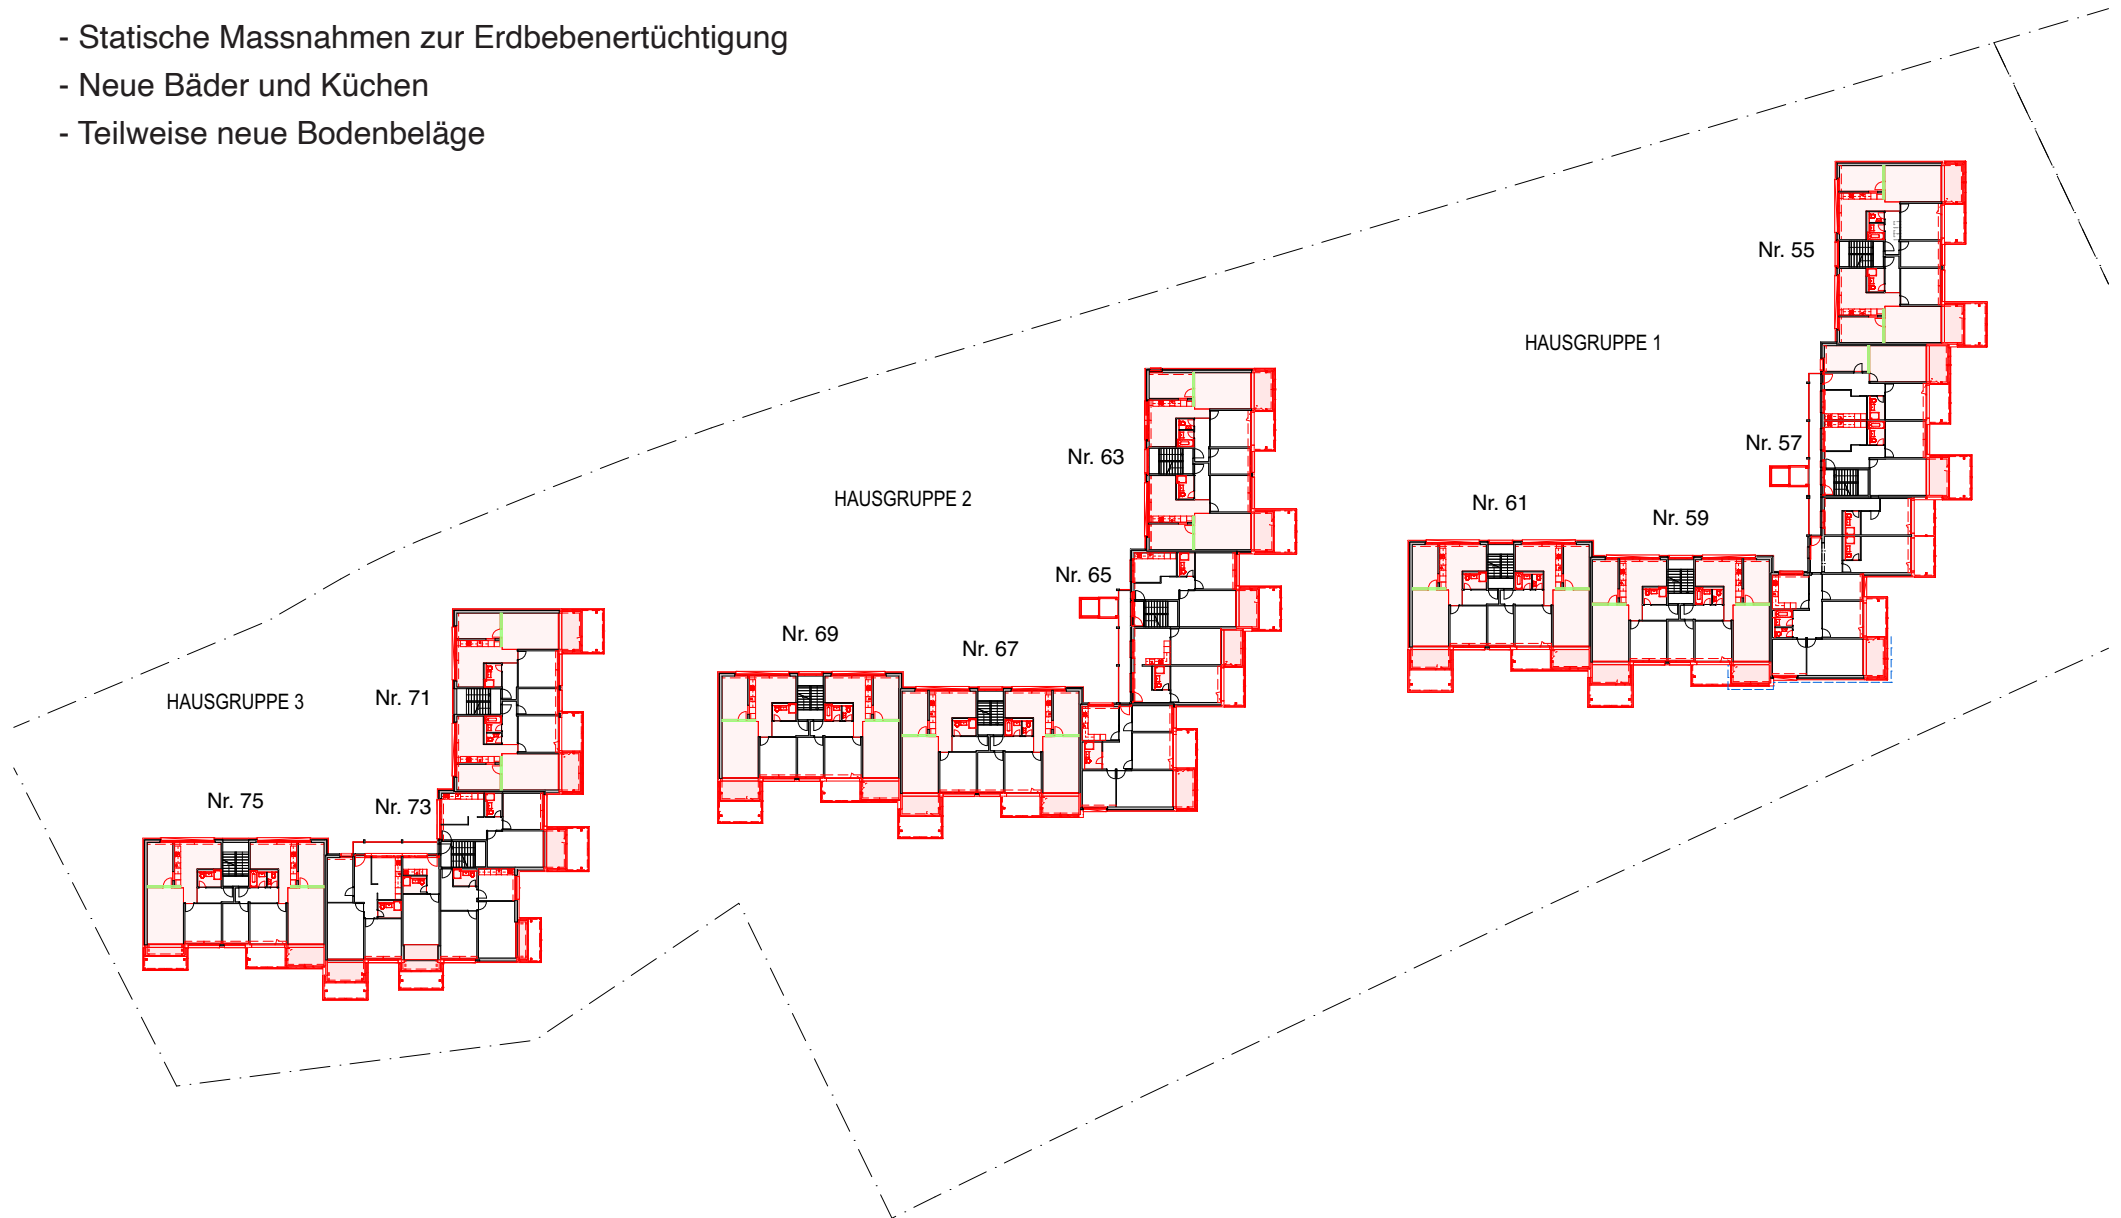 - Statische Massnahmen zur Erdbebenertüchtigung
- Neue Bäder und Küchen
- Teilweise neue Bodenbeläge
Nr. 55
HAUSGRUPPE 1
Nr. 57
Nr. 63
HAUSGRUPPE 2
Nr. 61
Nr. 59
Nr. 65
Nr. 69
Nr. 67
HAUSGRUPPE 3
Nr. 71
Nr. 75
Nr. 73